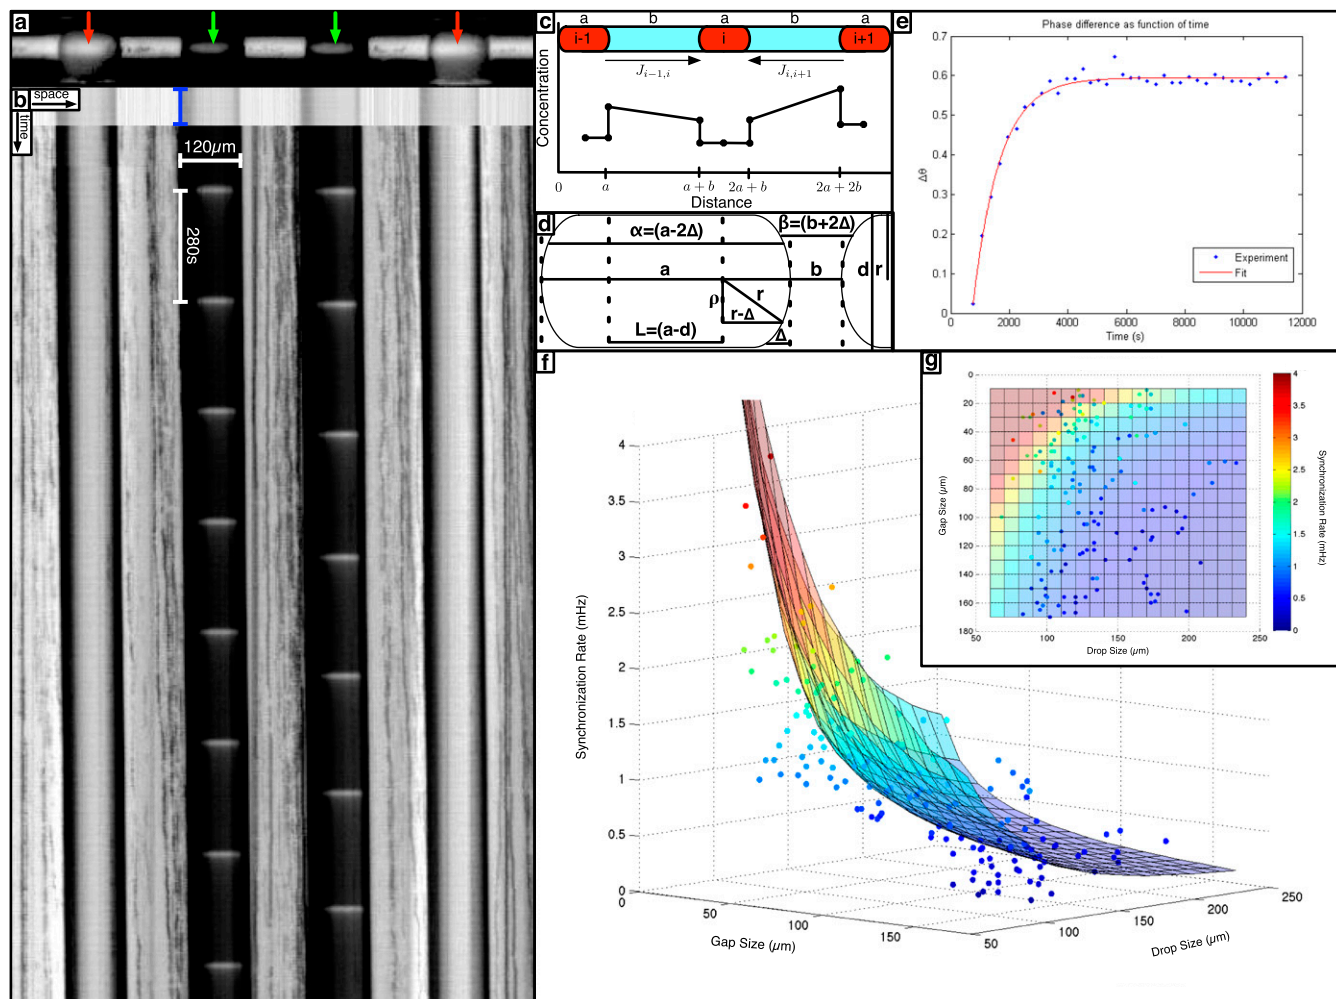 a
b
space
time
120µm
280s
c
a b a b a
i-1 i i+1
J_{i-1,i} J_{i,i+1}
Concentration
0 a a + b 2a + b 2a + 2b
Distance
d
α=(a-2Δ) β=(b+2Δ)
a b d r
ρ r
r-Δ
L=(a-d) Δ
e
Phase difference as function of time
Δθ
0.7
0.6
0.5
0.4
0.3
0.2
0.1
0
Experiment
Fit
0 2000 4000 6000 8000 10000 12000
Time (s)
f
Synchronization Rate (mHz)
4
3.5
3
2.5
2
1.5
1
0.5
0
0 50 100 150
Gap Size (µm)
50 100 150 200 250
Drop Size (µm)
g
Gap Size (µm)
0
20
40
60
80
100
120
140
160
180
50 100 150 200 250
Drop Size (µm)
4
3.5
3
2.5
2
1.5
1
0.5
0
Synchronization Rate (mHz)